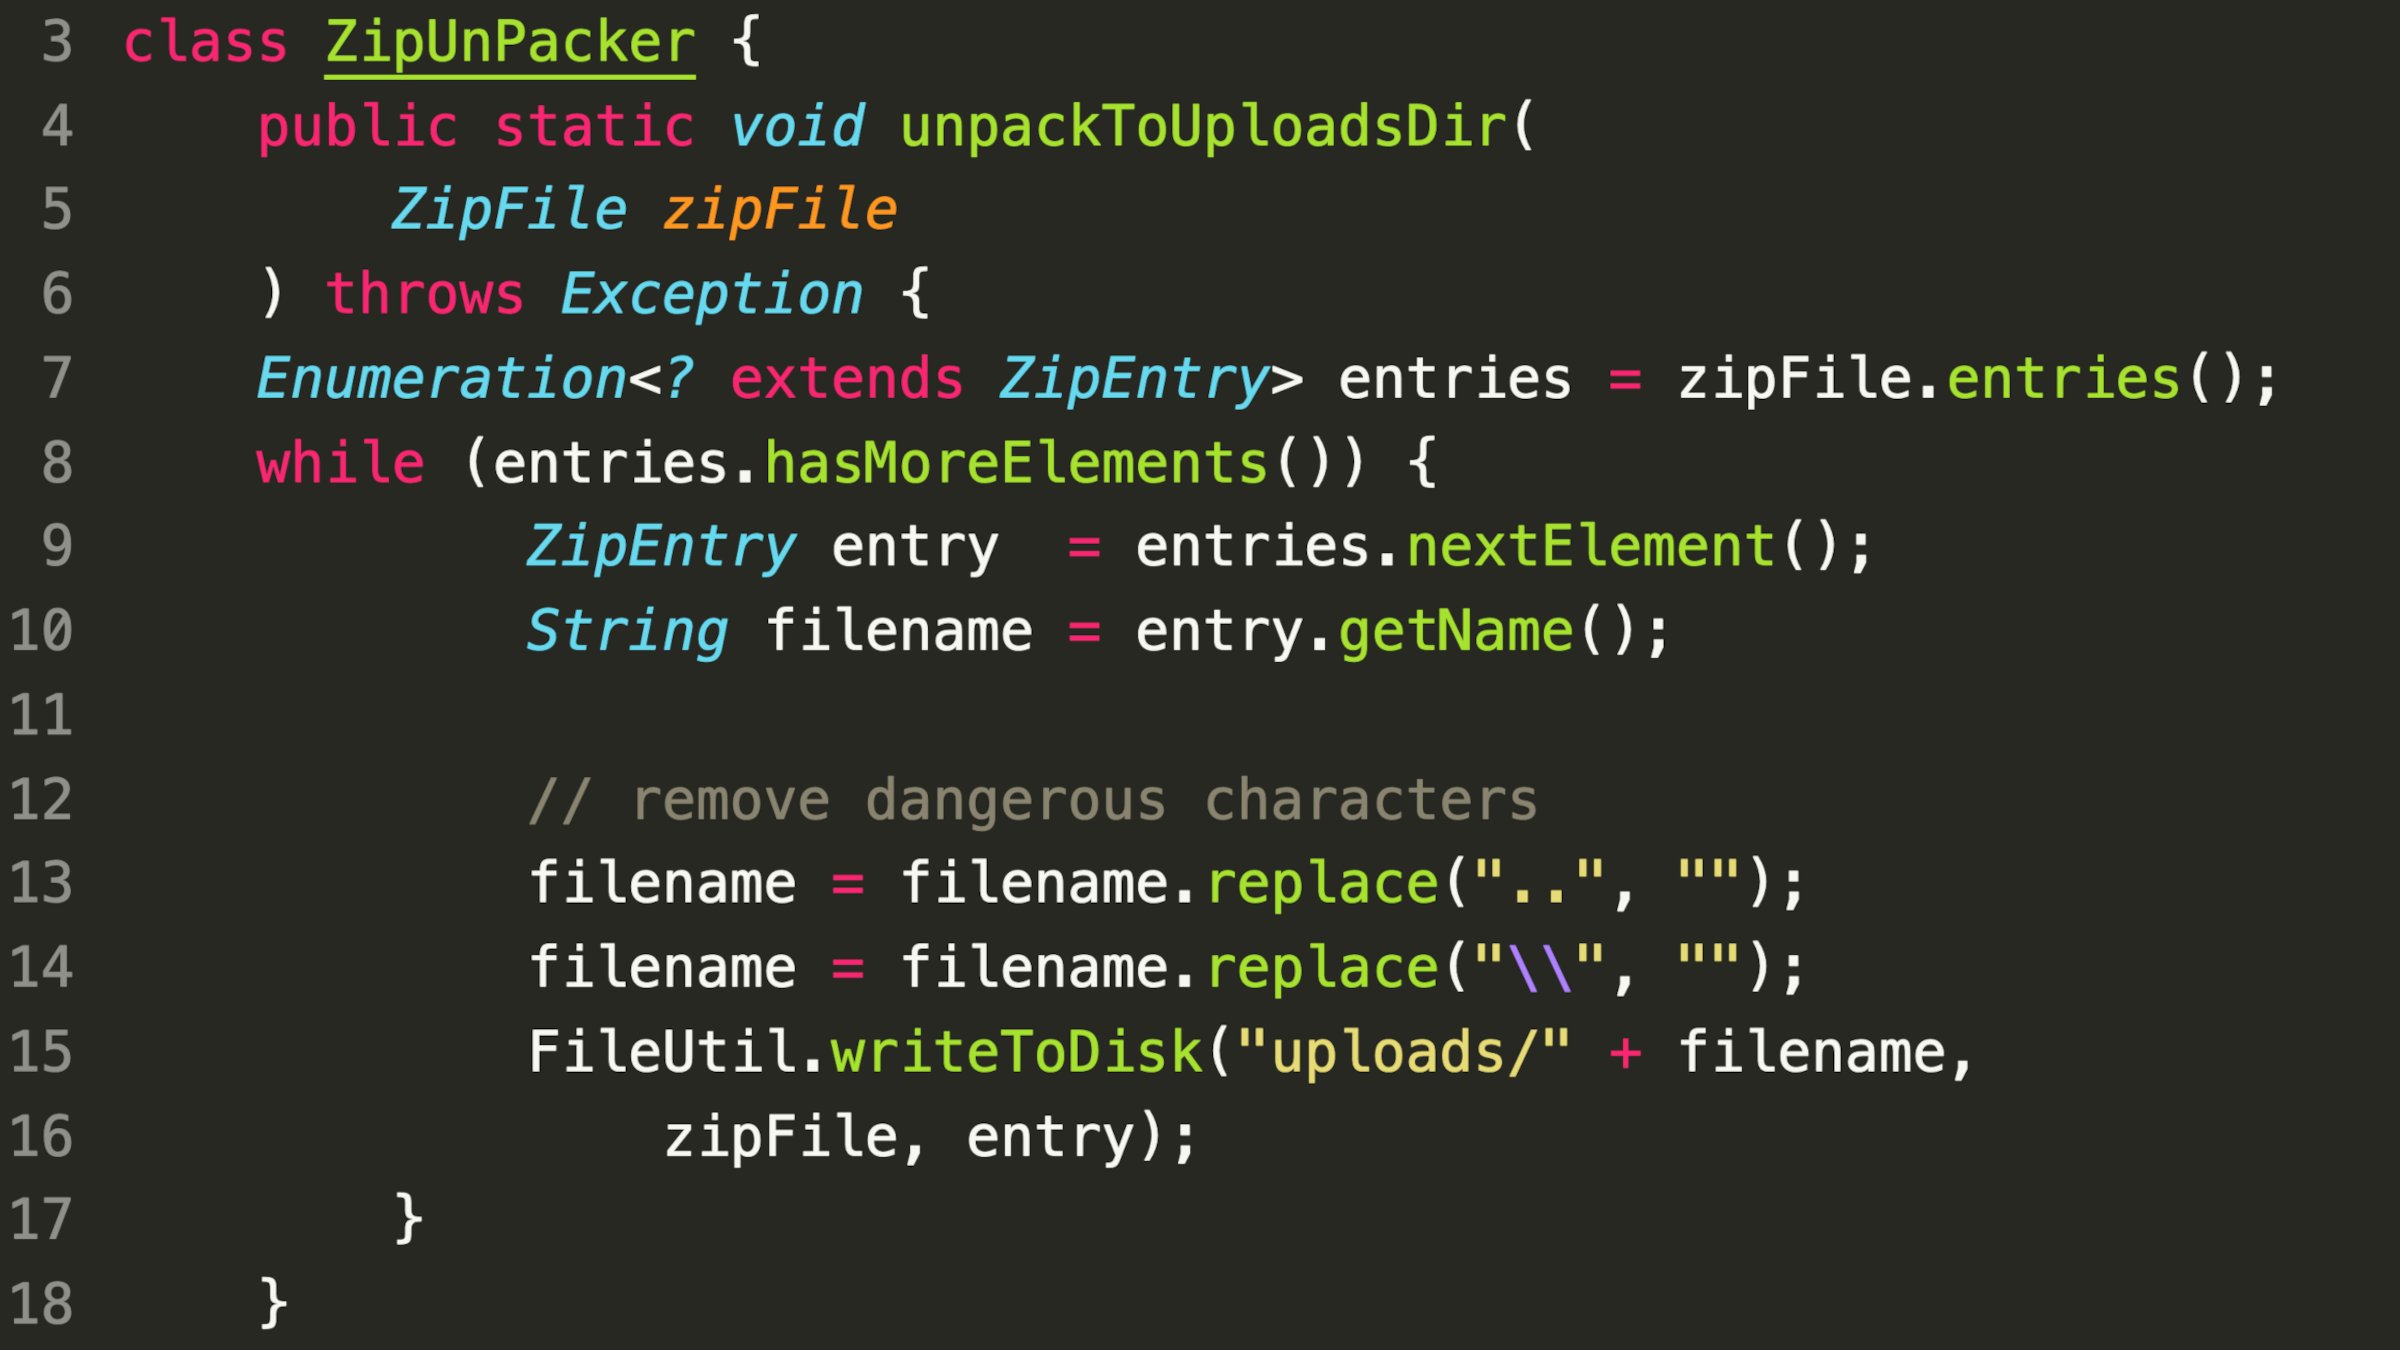 3 class ZipUnPacker {
4     public static void unpackToUploadsDir(
5         ZipFile zipFile
6     ) throws Exception {
7     Enumeration<? extends ZipEntry> entries = zipFile.entries();
8     while (entries.hasMoreElements()) {
9             ZipEntry entry  = entries.nextElement();
10             String filename = entry.getName();
11
12             // remove dangerous characters
13             filename = filename.replace("..", "");
14             filename = filename.replace("\\", "");
15             FileUtil.writeToDisk("uploads/" + filename,
16                 zipFile, entry);
17         }
18     }